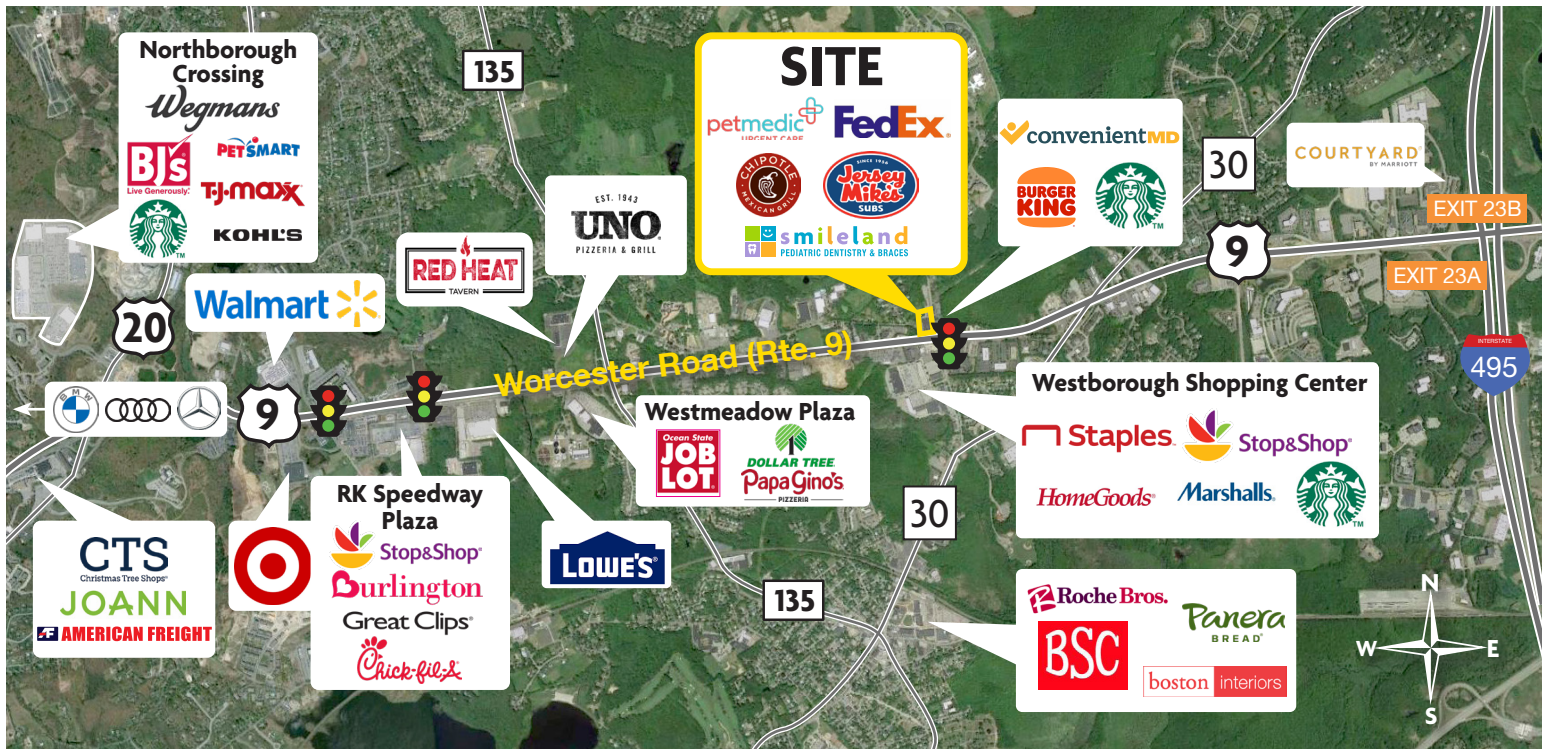 Northborough
Crossing
Wegmans
BJ's
Live Generously.®
PETSMART
T·J·maxx
KOHL'S
TM
135
SITE
petmedic
URGENT CARE
FedEx®
CHIPOTLE
MEXICAN GRILL
SINCE 1956
Jersey
Mike's
SUBS
smileland
PEDIATRIC DENTISTRY & BRACES
convenientMD
BURGER
KING
TM
30
COURTYARD®
BY MARRIOTT
EXIT 23B
EXIT 23A
9
INTERSTATE
495
EST. 1943
UNO®
PIZZERIA & GRILL
RED HEAT
TAVERN
Walmart
20
BMW
9
Worcester Road (Rte. 9)
Westmeadow Plaza
Ocean State
JOB
LOT®
DOLLAR TREE
Papa Gino's
PIZZERIA
Westborough Shopping Center
Staples
Stop&Shop®
HomeGoods®
Marshalls.
TM
30
CTS
Christmas Tree Shops®
JOANN
AF AMERICAN FREIGHT
RK Speedway
Plaza
Stop&Shop®
Burlington
Great Clips®
Chick-fil-A®
LOWE'S®
135
Roche Bros.
BSC
Panera
BREAD®
boston interiors
N
W E
S